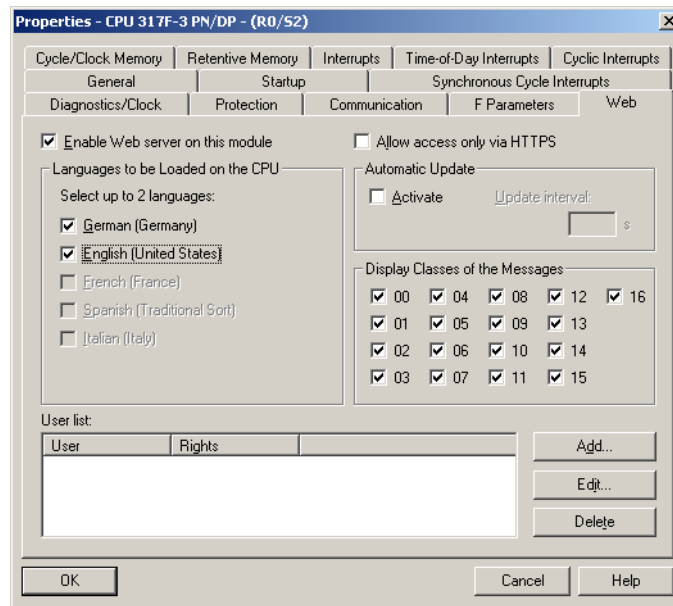 Properties - CPU 317F-3 PN/DP - (R0/S2)
Cycle/Clock Memory Retentive Memory Interrupts Time-of-Day Interrupts Cyclic Interrupts
General Startup Synchronous Cycle Interrupts
Diagnostics/Clock Protection Communication F Parameters Web
Enable Web server on this module
Allow access only via HTTPS
Languages to be Loaded on the CPU
Select up to 2 languages:
German (Germany)
English (United States)
French (France)
Spanish (Traditional Sort)
Italian (Italy)
Automatic Update
Activate Update interval:
s
Display Classes of the Messages
00 04 08 12 16
01 05 09 13
02 06 10 14
03 07 11 15
User list:
User Rights
Add...
Edit...
Delete
OK Cancel Help